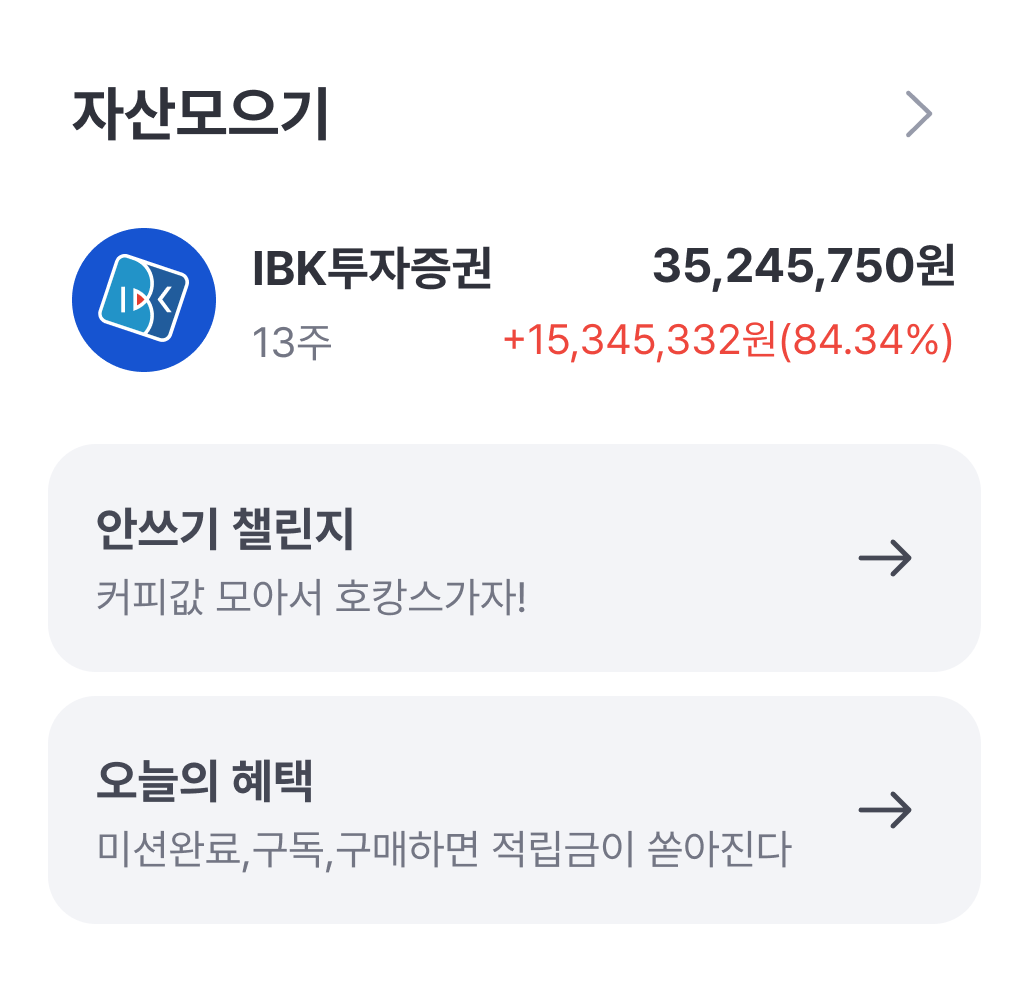 자산모으기
IBK투자증권
35,245,750원
13주
+15,345,332원(84.34%)
안쓰기 챌린지
커피값 모아서 호캉스가자!
오늘의 혜택
미션완료,구독,구매하면 적립금이 쏟아진다